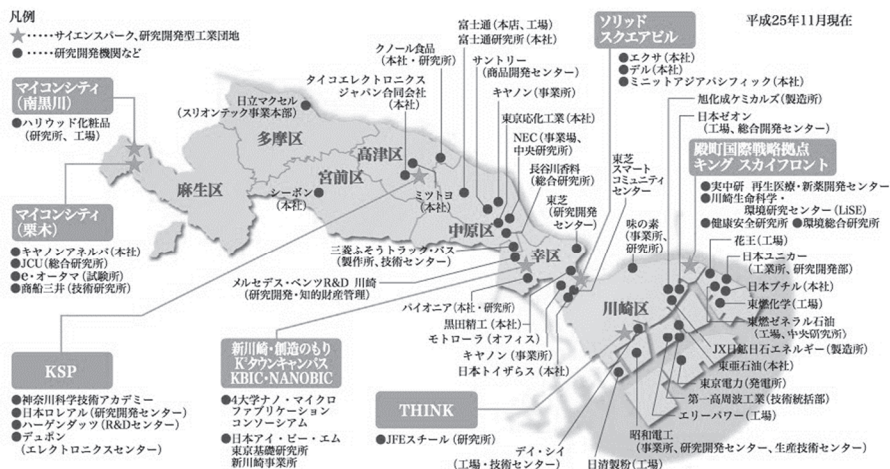 凡例
★‥‥‥サイエンスパーク、研究開発型工業団地
●‥‥‥研究開発機関など
平成25年11月現在
マイコンシティ
(南黒川)
●ハリウッド化粧品
(研究所、工場)
マイコンシティ
(栗木)
●キヤノンアネルバ(本社)
●JCU(総合研究所)
●e・オータマ(試験所)
●商船三井(技術研究所)
麻生区
多摩区
宮前区
高津区
中原区
幸区
川崎区
日立マクセル
(スリオンテック事業本部)
タイコエレクトロニクス
ジャパン合同会社
(本社)
クノール食品
(本社・研究所)
シーボン
(本社)
ミツトヨ
(本社)
富士通(本店、工場)
富士通研究所(本社)
サントリー
(商品開発センター)
キヤノン(事業所)
東京応化工業(本社)
NEC(事業場、
中央研究所)
長谷川香料
(総合研究所)
東芝
(研究開発
センター)
東芝
スマート
コミュニティ
センター
ソリッド
スクエアビル
●エクサ(本社)
●デル(本社)
●ミニットアジアパシフィック(本社)
旭化成ケミカルズ(製造所)
日本ゼオン
(工場、総合開発センター)
殿町国際戦略拠点
キング スカイフロント
●実中研 再生医療・新薬開発センター
●川崎生命科学・
環境研究センター(LiSE)
●健康安全研究所 ●環境総合研究所
味の素
(事業所、
研究所)
花王(工場)
日本ユニカー
(工業所、研究開発部)
日本ブチル(本社)
東燃化学(工場)
東燃ゼネラル石油
(工場、中央研究所)
JX日鉱日石エネルギー(製造所)
東亜石油(本社)
東京電力(発電所)
第一高周波工業(技術統括部)
エリーパワー(工場)
昭和電工
(事業所、研究開発センター、生産技術センター)
日清製粉(工場)
デイ・シイ
(工場・技術センター)
三菱ふそうトラック・バス
(製作所、技術センター)
メルセデス・ベンツR&D 川崎
(研究開発・知的財産管理)
パイオニア(本社・研究所)
黒田精工(本社)
モトローラ(オフィス)
キヤノン(事業所)
日本トイザらス(本社)
KSP
●神奈川科学技術アカデミー
●日本ロレアル(研究開発センター)
●ハーゲンダッツ(R&Dセンター)
●デュポン
(エレクトロニクスセンター)
新川崎・創造のもり
K²タウンキャンパス
KBIC・NANOBIC
●4大学ナノ・マイクロ
ファブリケーション
コンソーシアム
●日本アイ・ビー・エム
東京基礎研究所
新川崎事業所
THINK
●JFEスチール(研究所)